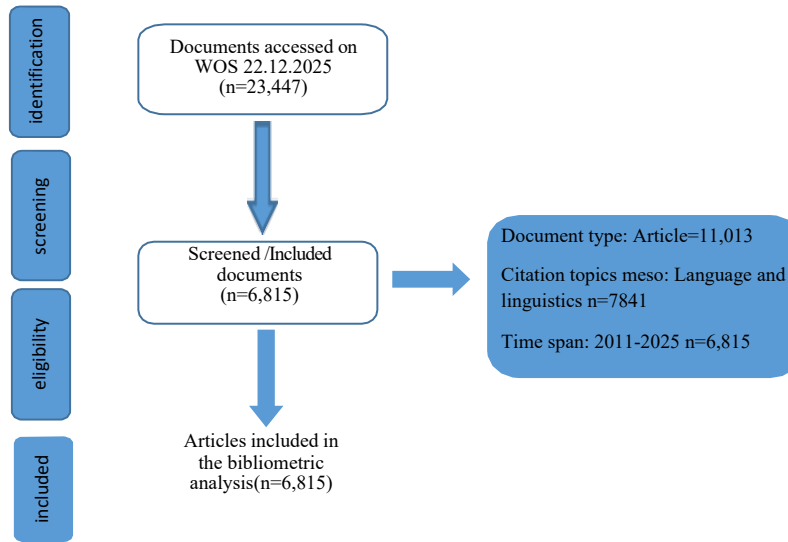 identification
Documents accessed on
WOS 22.12.2025
(n=23,447)
screening
Screened /Included
documents
(n=6,815)
Document type: Article=11,013
Citation topics meso: Language and
linguistics n=7841
Time span: 2011-2025 n=6,815
eligibility
Articles included in
the bibliometric
analysis(n=6,815)
included